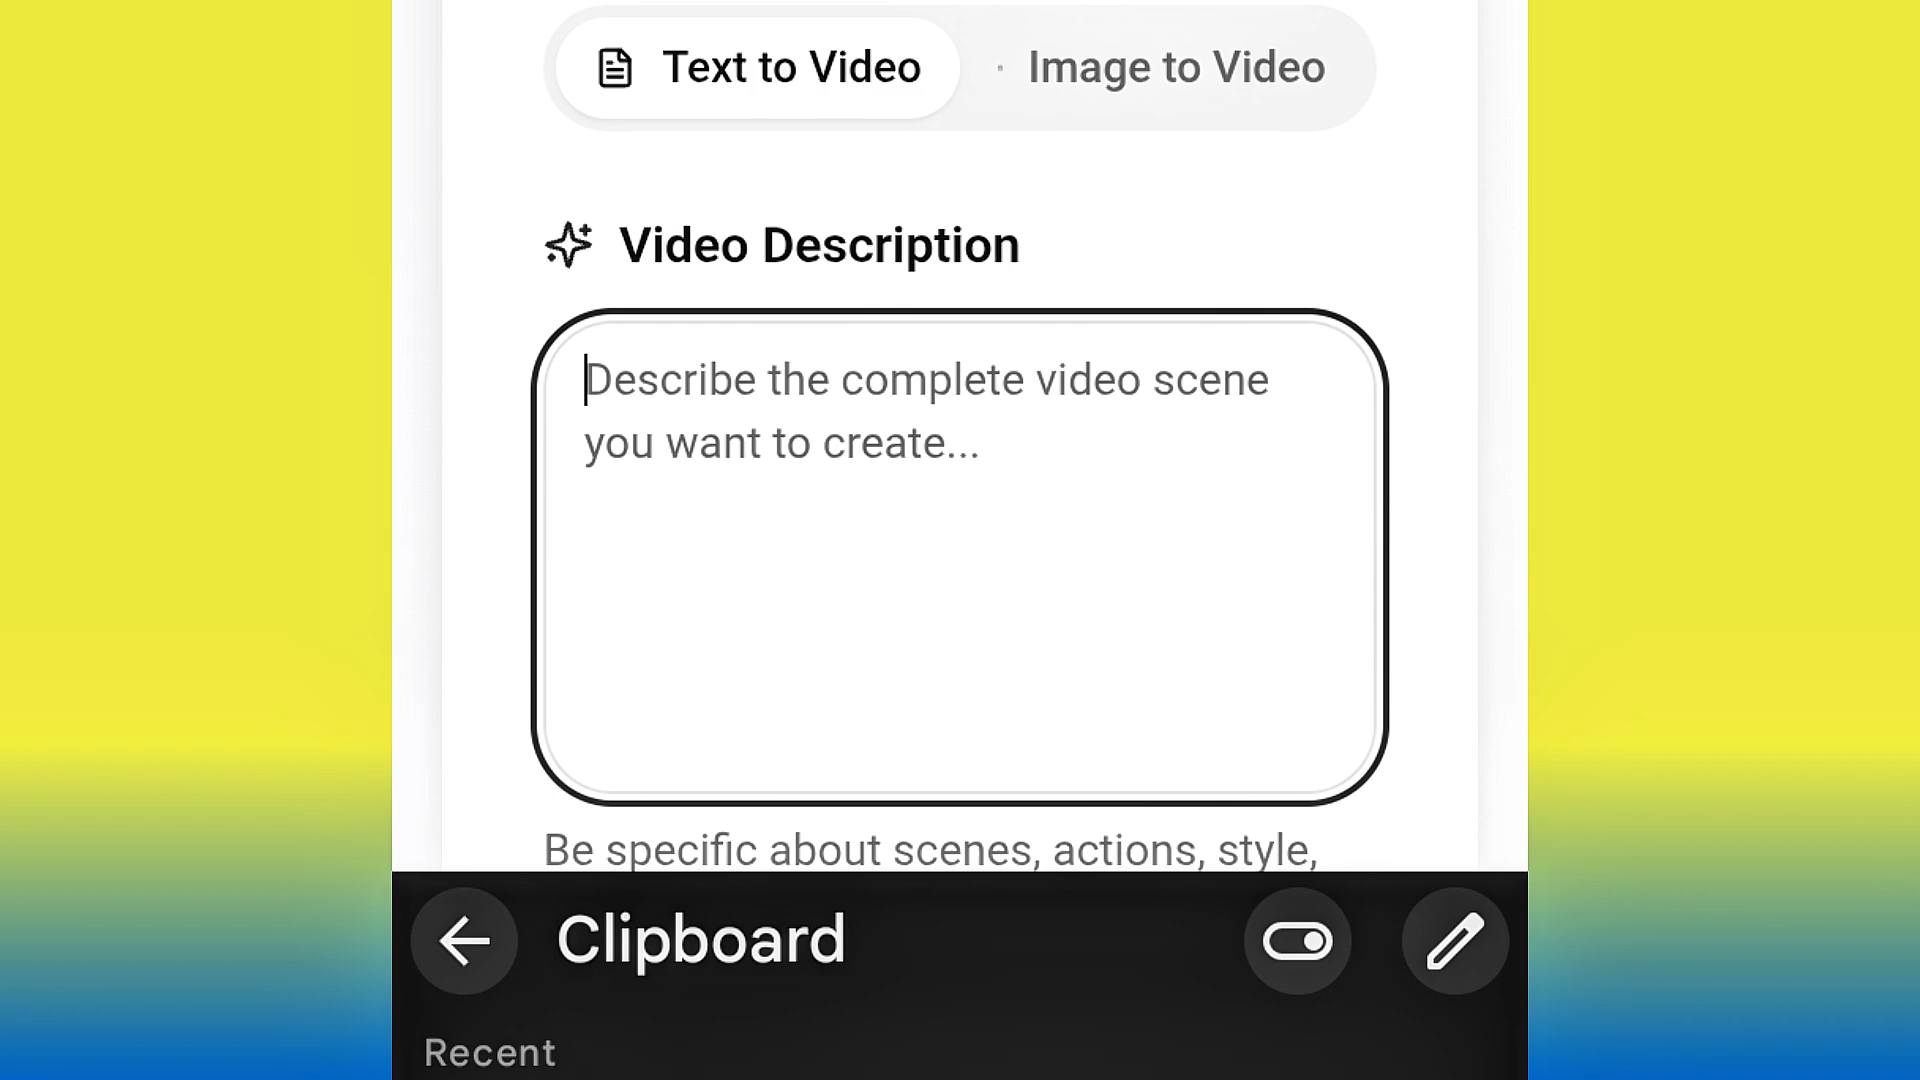 Text to Video
Image to Video
Video Description
Describe the complete video scene
you want to create...
Be specific about scenes, actions, style,
Clipboard
Recent